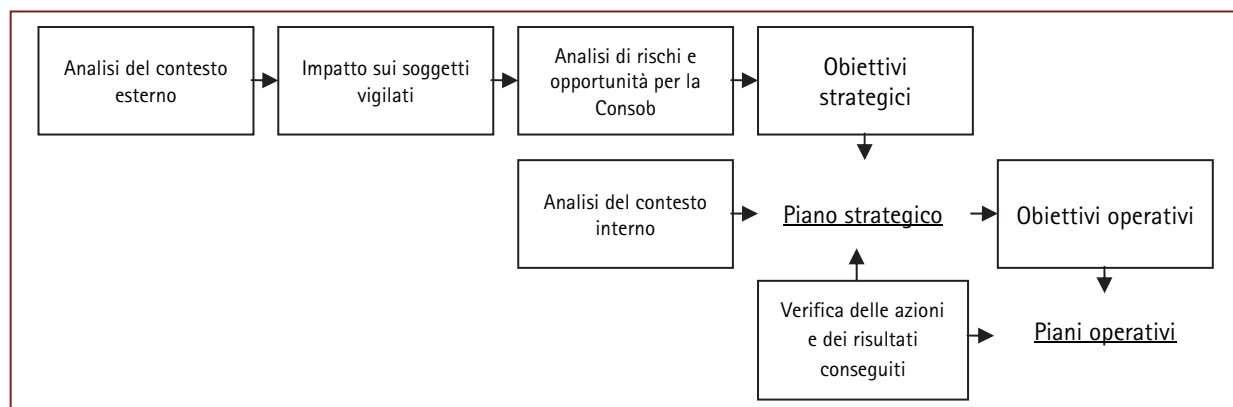 Analisi del contesto
esterno
Impatto sui soggetti
vigilati
Analisi di rischi e
opportunità per la
Consob
Obiettivi
strategici
Analisi del contesto
interno
Piano strategico
Obiettivi operativi
Verifica delle azioni
e dei risultati
conseguiti
Piani operativi